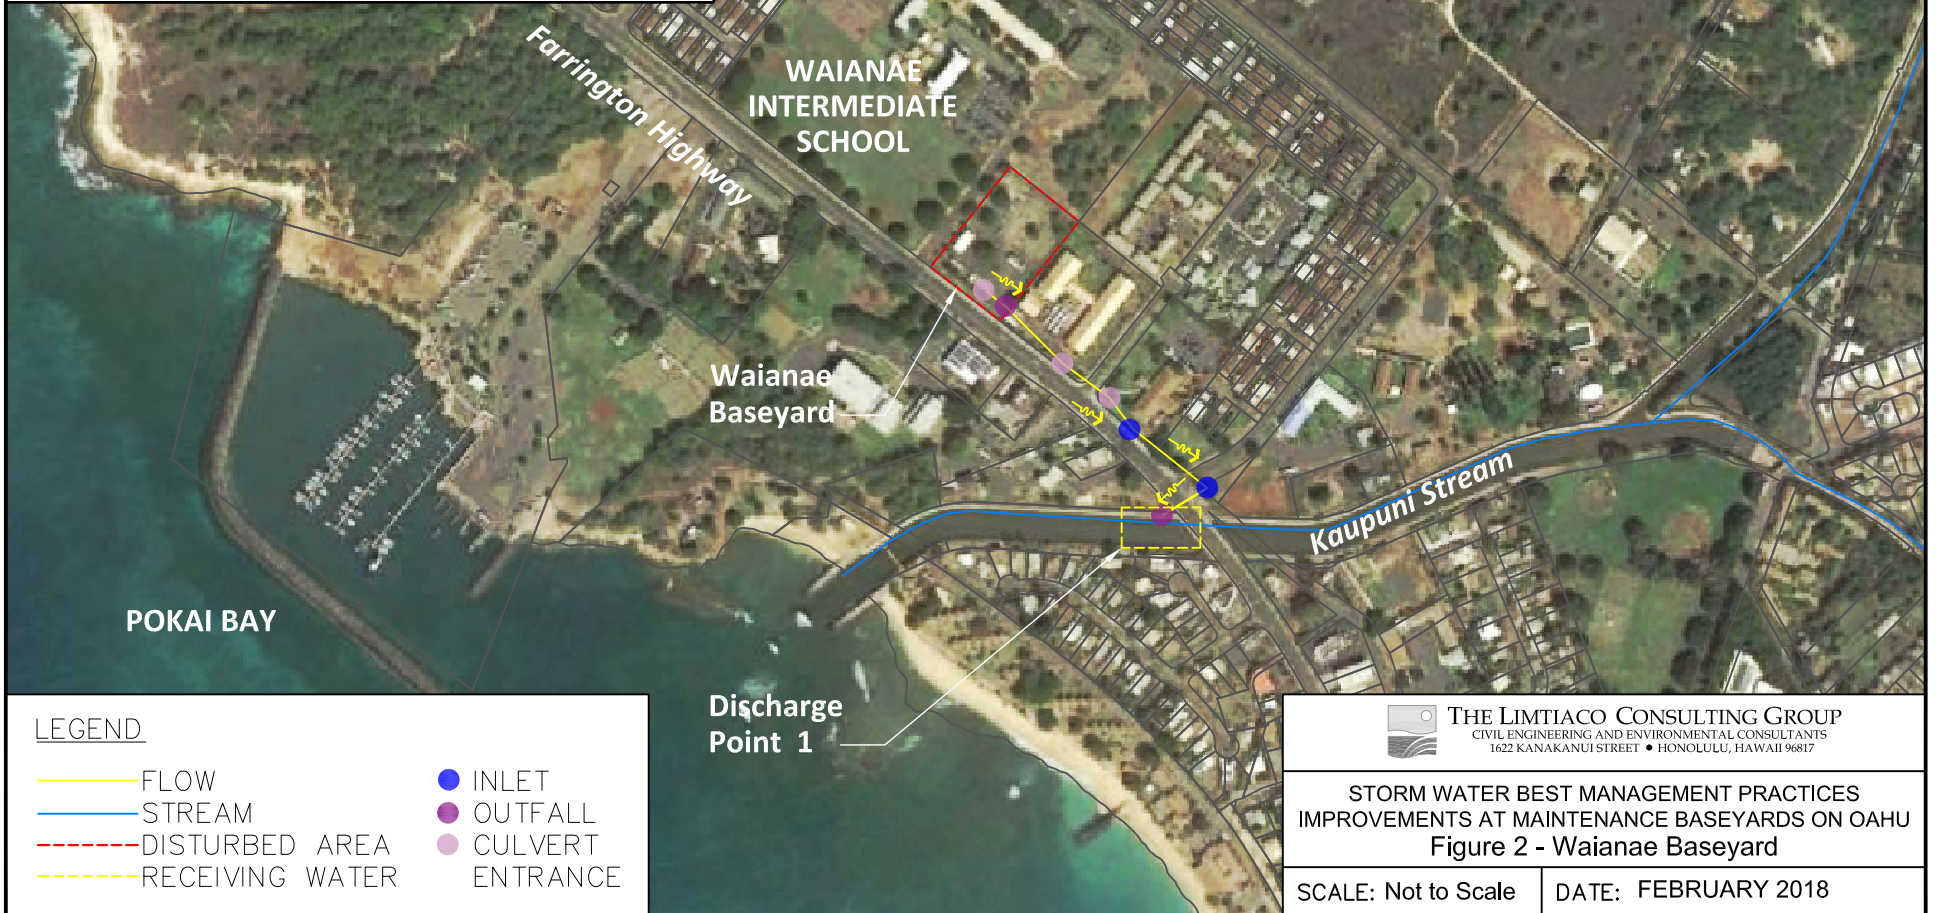 Farrington Highway
WAIANAE
INTERMEDIATE
SCHOOL
Waianae
Baseyard
Kaupuni Stream
POKAI BAY
Discharge
Point 1
LEGEND
FLOW
STREAM
DISTURBED AREA
RECEIVING WATER
INLET
OUTFALL
CULVERT
ENTRANCE
THE LIMTIACO CONSULTING GROUP
CIVIL ENGINEERING AND ENVIRONMENTAL CONSULTANTS
1622 KANAKANUI STREET • HONOLULU, HAWAII 96817
STORM WATER BEST MANAGEMENT PRACTICES
IMPROVEMENTS AT MAINTENANCE BASEYARDS ON OAHU
Figure 2 - Waianae Baseyard
SCALE: Not to Scale
DATE: FEBRUARY 2018